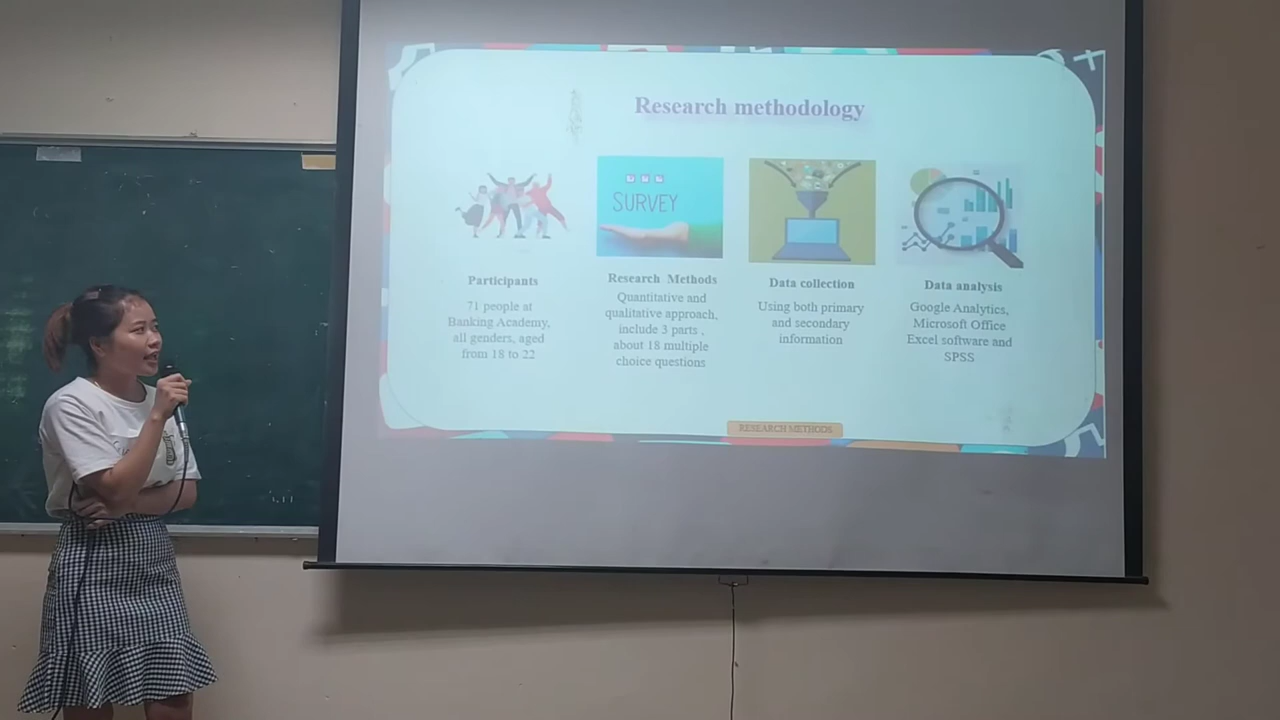 Research methodology
SURVEY
Participants
71 people at
Banking Academy,
all genders, aged
from 18 to 22
Research Methods
Quantitative and
qualitative approach,
include 3 parts ,
about 18 multiple
choice questions
Data collection
Using both primary
and secondary
information
Data analysis
Google Analytics,
Microsoft Office
Excel software and
SPSS
RESEARCH METHODS